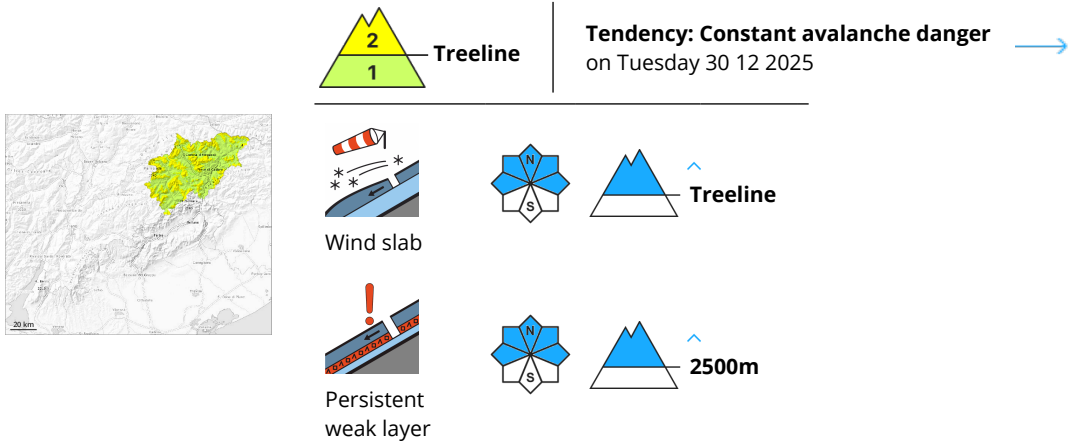 2
1
Treeline
Tendency: Constant avalanche danger
on Tuesday 30 12 2025
20 km
N
S
Treeline
Wind slab
N
S
2500m
Persistent
weak layer